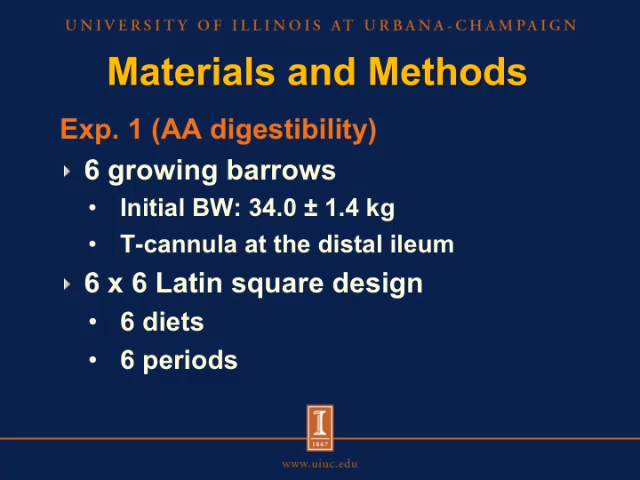 UNIVERSITY OF ILLINOIS AT URBANA-CHAMPAIGN
Materials and Methods
Exp. 1 (AA digestibility)
6 growing barrows
• Initial BW: 34.0 ± 1.4 kg
• T-cannula at the distal ileum
6 x 6 Latin square design
• 6 diets
• 6 periods
I
1867
www.uiuc.edu